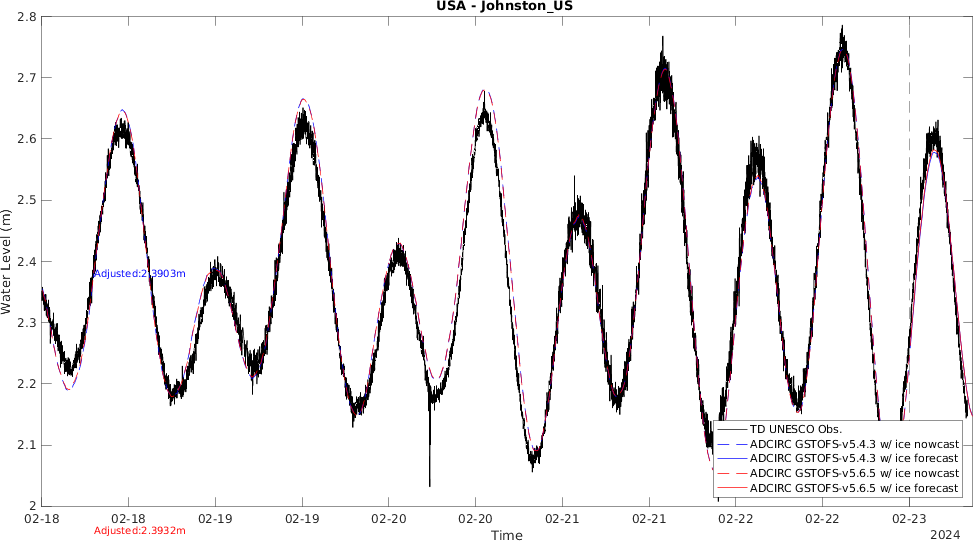 USA - Johnston_US
2.8
2.7
2.6
2.5
2.4
2.3
2.2
2.1
2
Water Level (m)
Adjusted:2.3903m
TD UNESCO Obs.
ADCIRC GSTOFS-v5.4.3 w/ ice nowcast
ADCIRC GSTOFS-v5.4.3 w/ ice forecast
ADCIRC GSTOFS-v5.6.5 w/ ice nowcast
ADCIRC GSTOFS-v5.6.5 w/ ice forecast
02-18 02-18 02-19 02-19 02-20 02-20 02-21 02-21 02-22 02-22 02-23
Adjusted:2.3932m
Time
2024